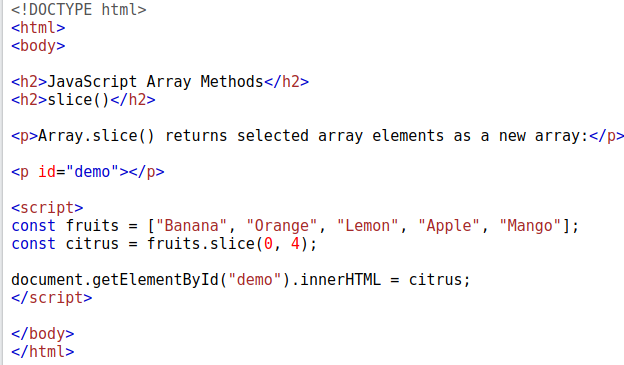 <!DOCTYPE html>
<html>
<body>
<h2>JavaScript Array Methods</h2>
<h2>slice()</h2>
<p>Array.slice() returns selected array elements as a new array:</p>
<p id="demo"></p>
<script>
const fruits = ["Banana", "Orange", "Lemon", "Apple", "Mango"];
const citrus = fruits.slice(0, 4);
document.getElementById("demo").innerHTML = citrus;
</script>
</body>
</html>